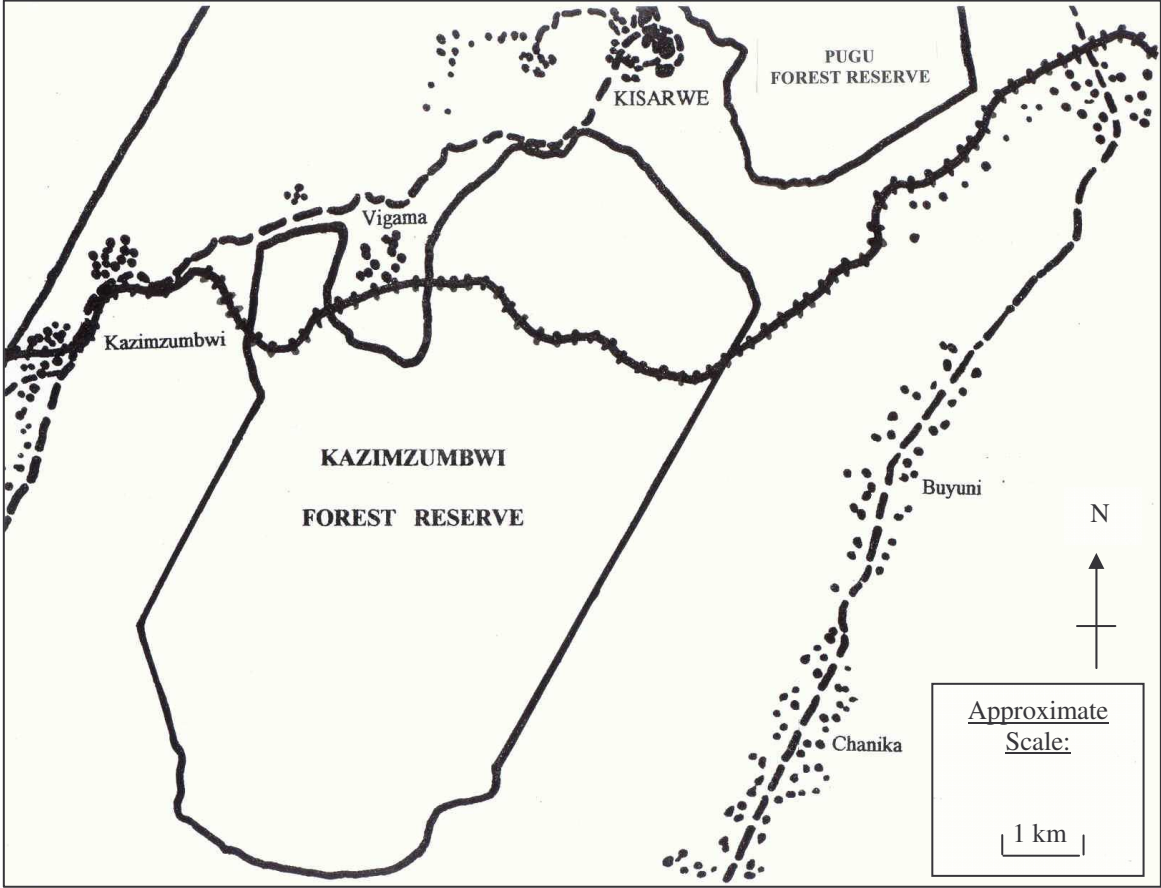 PUGU
FOREST RESERVE
KISARWE
Vigama
Kazimzumbwi
KAZIMZUMBWI
FOREST RESERVE
Buyuni
N
Approximate
Scale:
Chanika
1 km